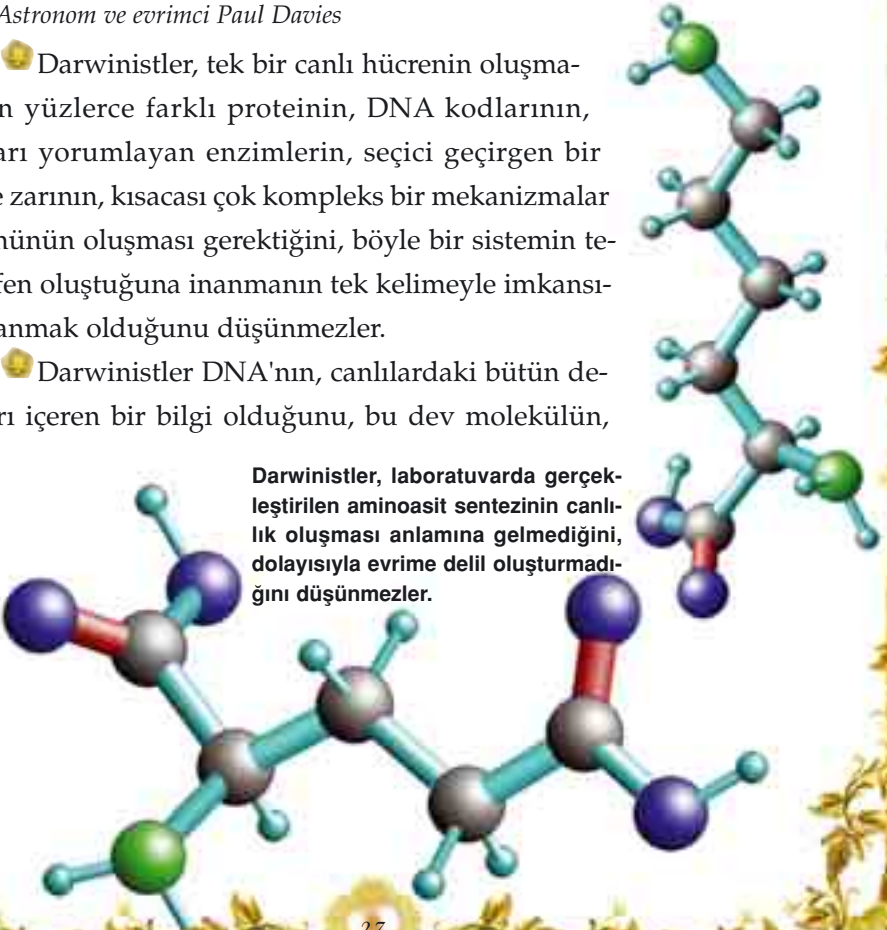 Astronom ve evrimci Paul Davies
Darwinistler, tek bir canlı hücrenin oluşma-
n yüzlerce farklı proteinin, DNA kodlarının,
arı yorumlayan enzimlerin, seçici geçirgen bir
e zarının, kısacası çok kompleks bir mekanizmalar
nünün oluşması gerektiğini, böyle bir sistemin te-
fen oluştuğuna inanmanın tek kelimeyle imkansı-
anmak olduğunu düşünmezler.
Darwinistler DNA'nın, canlılardaki bütün de-
rı içeren bir bilgi olduğunu, bu dev molekülün,
Darwinistler, laboratuvarda gerçek-
leştirilen aminoasit sentezinin canlı-
lık oluşması anlamına gelmediğini,
dolayısıyla evrime delil oluşturmadı-
ğını düşünmezler.
27